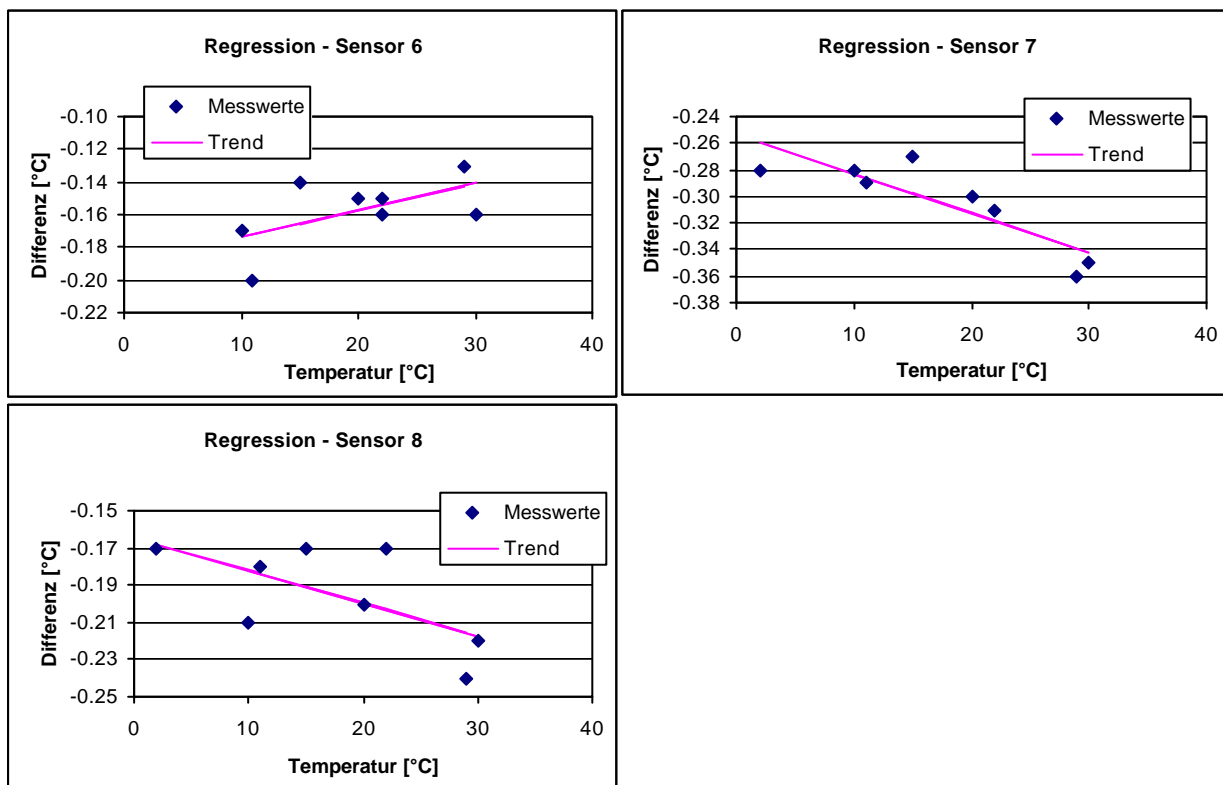 Regression - Sensor 6
Messwerte
Trend
-0.10
-0.12
-0.14
-0.16
-0.18
-0.20
-0.22
Differenz [°C]
0 10 20 30 40
Temperatur [°C]
Regression - Sensor 7
Messwerte
Trend
-0.24
-0.26
-0.28
-0.30
-0.32
-0.34
-0.36
-0.38
Differenz [°C]
0 10 20 30 40
Temperatur [°C]
Regression - Sensor 8
Messwerte
Trend
-0.15
-0.17
-0.19
-0.21
-0.23
-0.25
Differenz [°C]
0 10 20 30 40
Temperatur [°C]